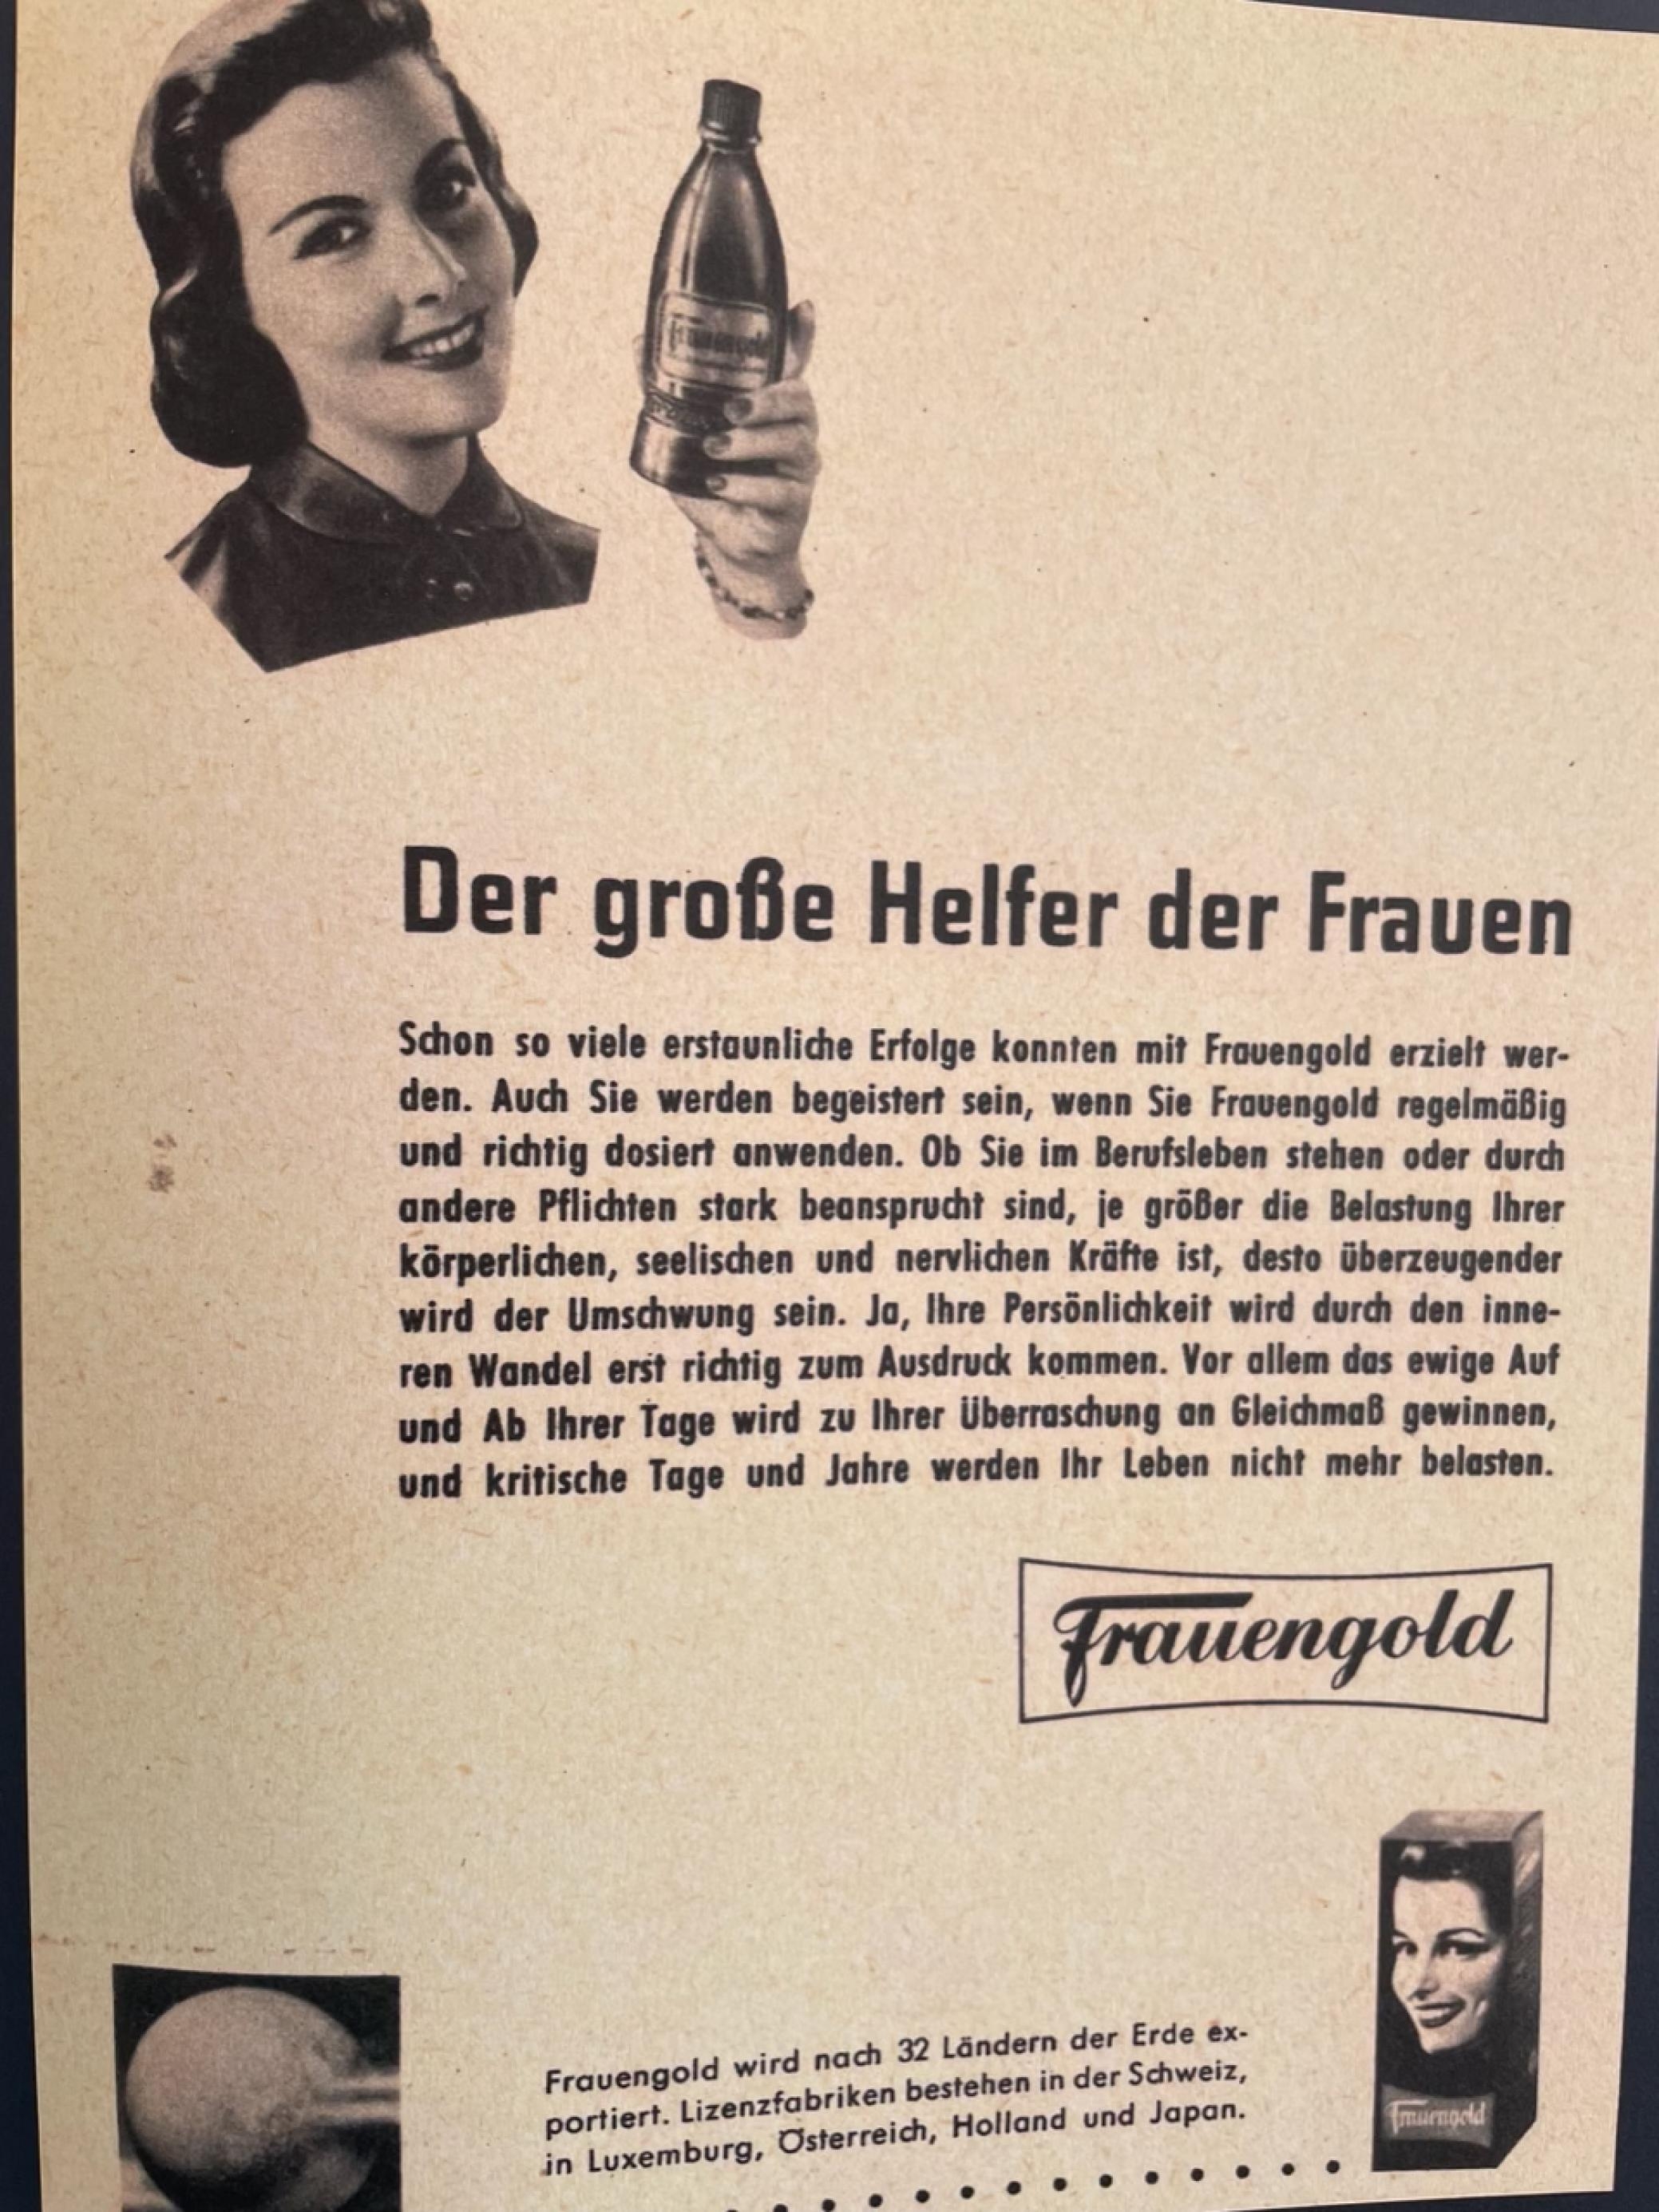 Frauengold
Der große Helfer der Frauen
Schon so viele erstaunliche Erfolge konnten mit Frauengold erzielt wer-
den. Auch Sie werden begeistert sein, wenn Sie Frauengold regelmäßig
und richtig dosiert anwenden. Ob Sie im Berufsleben stehen oder durch
andere Pflichten stark beansprucht sind, je größer die Belastung Ihrer
körperlichen, seelischen und nervlichen Kräfte ist, desto überzeugender
wird der Umschwung sein. Ja, Ihre Persönlichkeit wird durch den inne-
ren Wandel erst richtig zum Ausdruck kommen. Vor allem das ewige Auf
und Ab Ihrer Tage wird zu Ihrer Überraschung an Gleichmaß gewinnen,
und kritische Tage und Jahre werden Ihr Leben nicht mehr belasten.
Frauengold
Frauengold wird nach 32 Ländern der Erde ex-
portiert. Lizenzfabriken bestehen in der Schweiz,
in Luxemburg, Österreich, Holland und Japan.
Frauengold